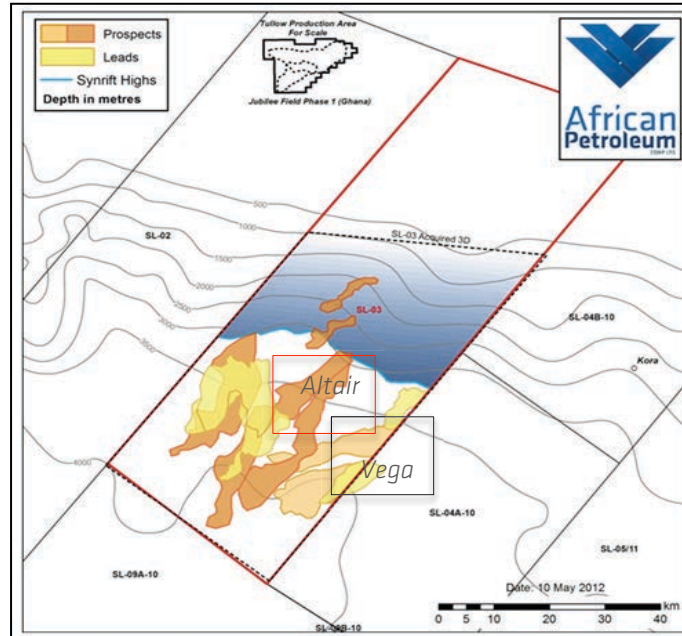 Prospects
Leads
Synrift Highs
Depth in metres
Tullow Production Area
For Scale
Jubilee Field Phase 1 (Ghana)
African
Petroleum
500
1000
1500
2000
2500
3000
3500
4000
SL-02
SL-03 Acquired 3D
SL-03
SL-04B-10
Kora
Altair
Vega
SL-04A-10
SL-05/11
SL-09A-10
SL-09B-10
Date: 10 May 2012
km
0 5 10 20 30 40